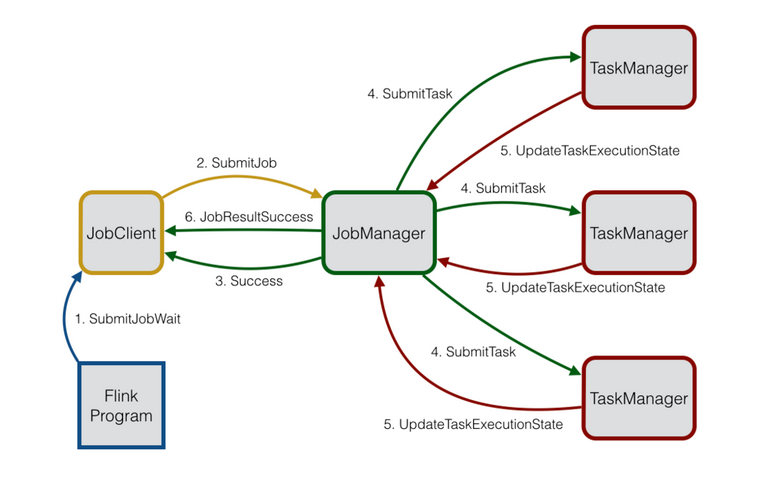 TaskManager
4. SubmitTask
5. UpdateTaskExecutionState
2. SubmitJob
4. SubmitTask
6. JobResultSuccess
JobClient
JobManager
TaskManager
3. Success
5. UpdateTaskExecutionState
1. SubmitJobWait
4. SubmitTask
Flink
Program
TaskManager
5. UpdateTaskExecutionState